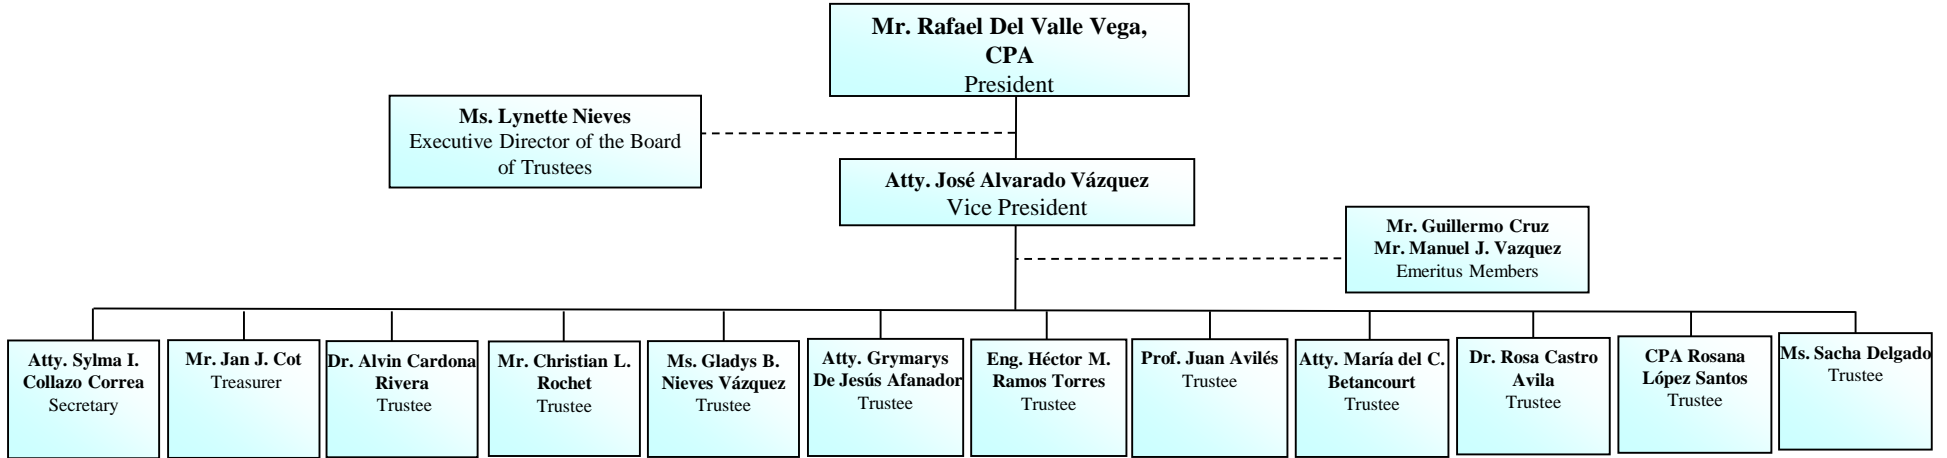 Mr. Rafael Del Valle Vega,
CPA
President
Ms. Lynette Nieves
Executive Director of the Board
of Trustees
Atty. José Alvarado Vázquez
Vice President
Mr. Guillermo Cruz
Mr. Manuel J. Vazquez
Emeritus Members
Atty. Sylma I.
Collazo Correa
Secretary
Mr. Jan J. Cot
Treasurer
Dr. Alvin Cardona
Rivera
Trustee
Mr. Christian L.
Rochet
Trustee
Ms. Gladys B.
Nieves Vázquez
Trustee
Atty. Grymarys
De Jesús Afanador
Trustee
Eng. Héctor M.
Ramos Torres
Trustee
Prof. Juan Avilés
Trustee
Atty. María del C.
Betancourt
Trustee
Dr. Rosa Castro
Avila
Trustee
CPA Rosana
López Santos
Trustee
Ms. Sacha Delgado
Trustee